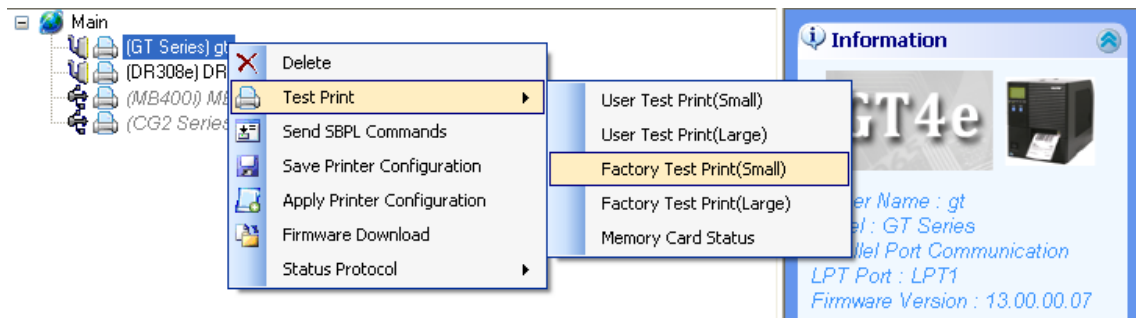 Main
(GT Series) gt
(DR308e) DR
(MB400i)
(CG2 Series
Delete
Test Print
Send SBPL Commands
Save Printer Configuration
Apply Printer Configuration
Firmware Download
Status Protocol
User Test Print(Small)
User Test Print(Large)
Factory Test Print(Small)
Factory Test Print(Large)
Memory Card Status
Information
GT4e
Name : gt
: GT Series
Port Communication
LPT Port : LPT1
Firmware Version : 13.00.00.07